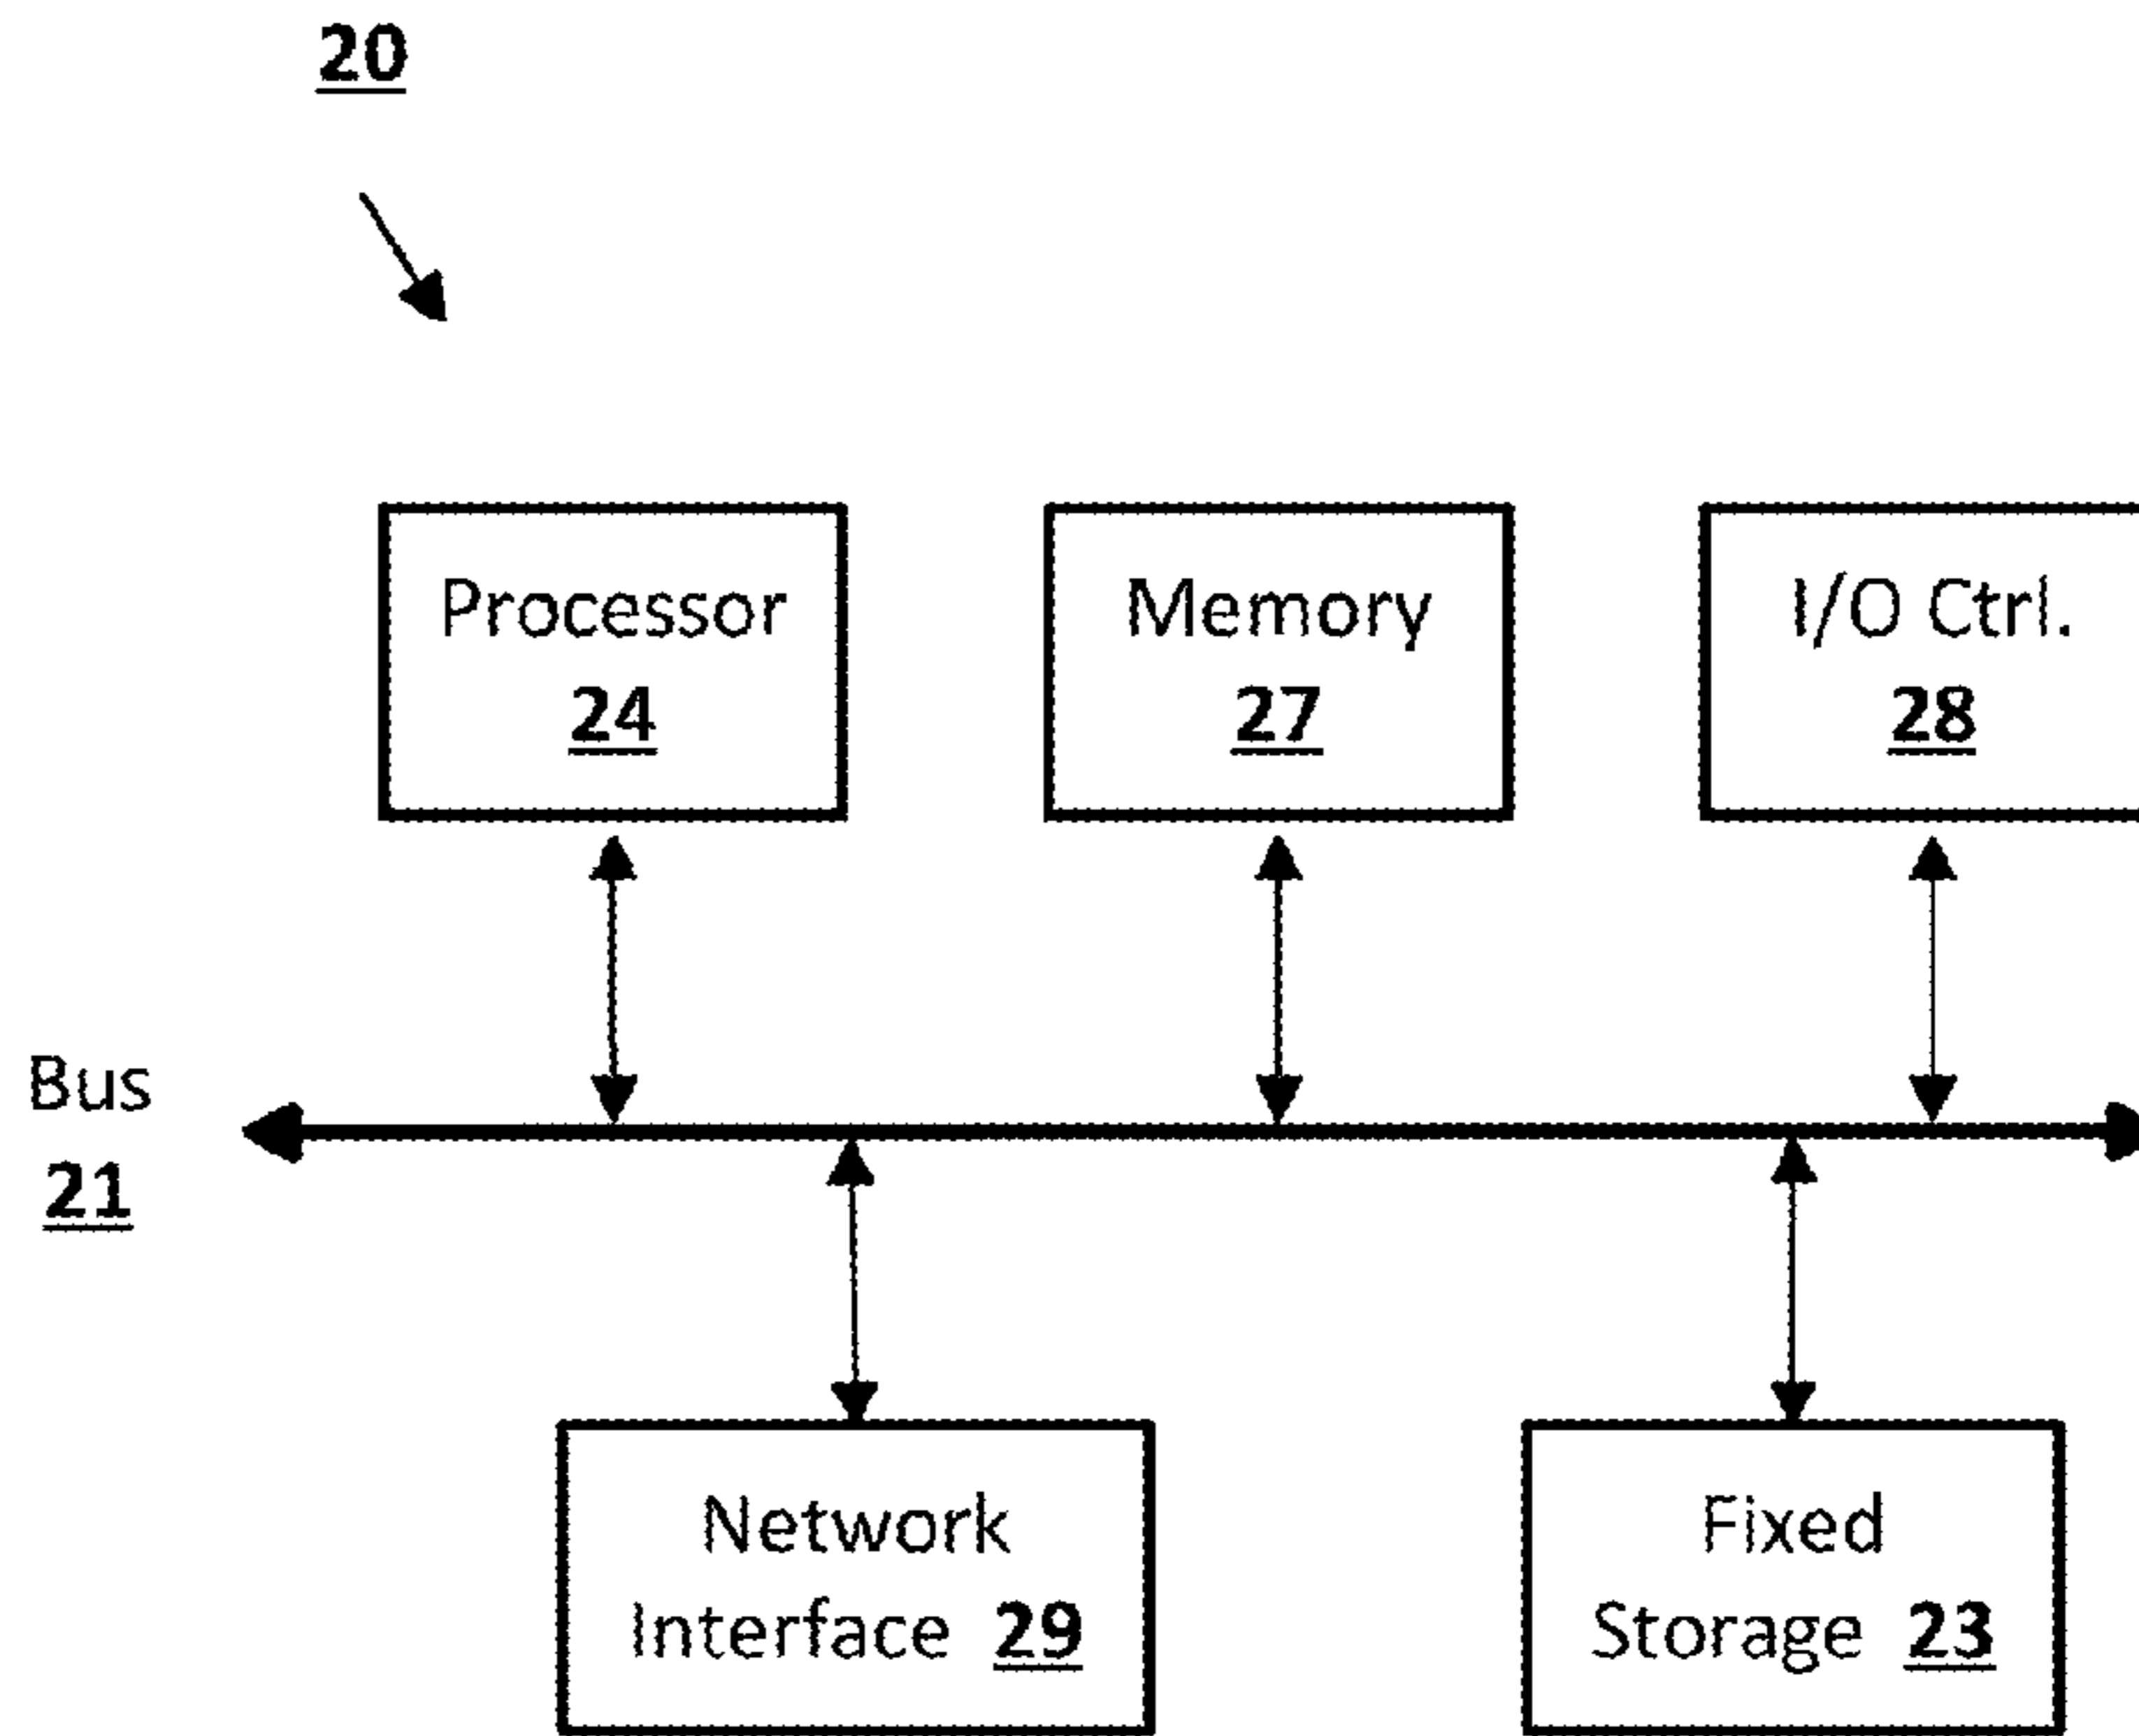 20
Processor
24
Memory
27
I/O Ctrl.
28
Bus
21
Network
Interface 29
Fixed
Storage 23